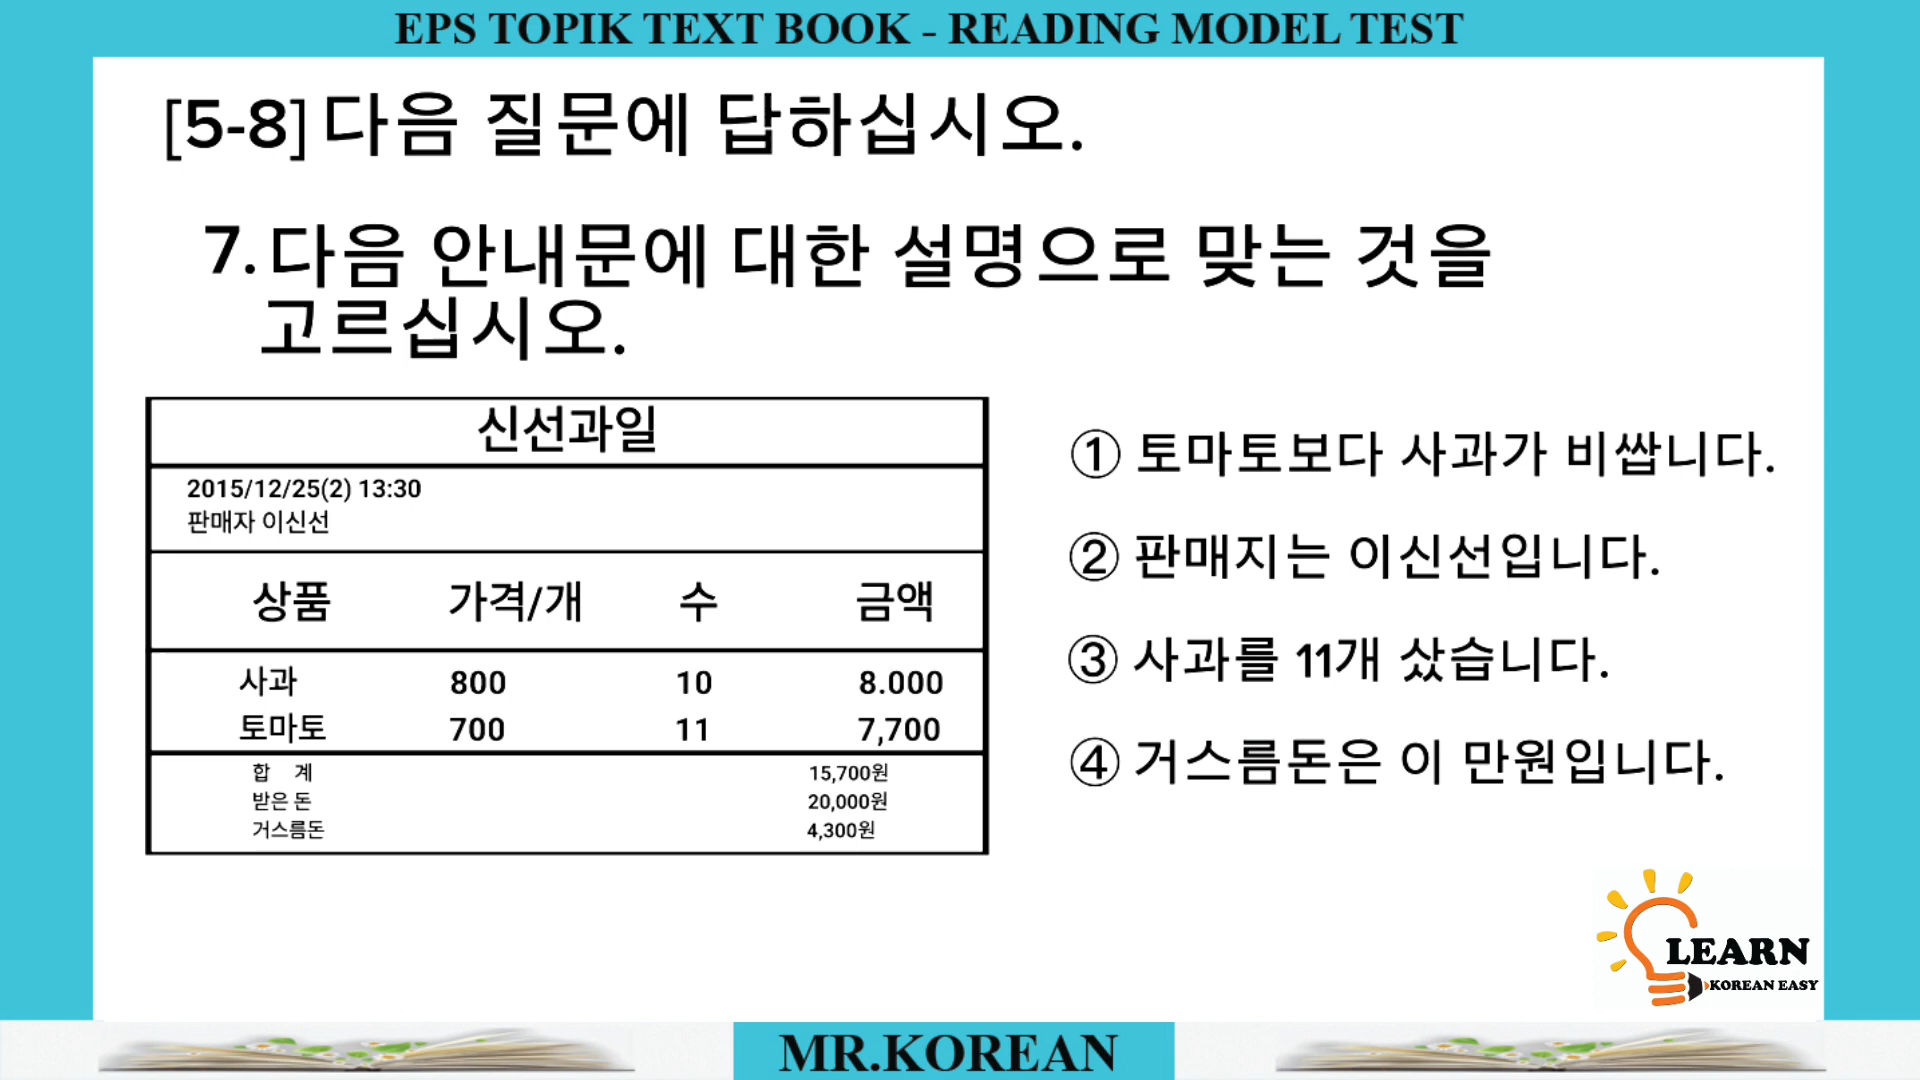 EPS TOPIK TEXT BOOK - READING MODEL TEST
[5-8] 다음 질문에 답하십시오.
7. 다음 안내문에 대한 설명으로 맞는 것을
고르십시오.
신선과일
2015/12/25(2) 13:30
판매자 이신선
상품 가격/개 수 금액
사과 800 10 8.000
토마토 700 11 7,700
합 계 15,700원
받은 돈 20,000원
거스름돈 4,300원
① 토마토보다 사과가 비쌉니다.
② 판매지는 이신선입니다.
③ 사과를 11개 샀습니다.
④ 거스름돈은 이 만원입니다.
LEARN
KOREAN EASY
MR.KOREAN